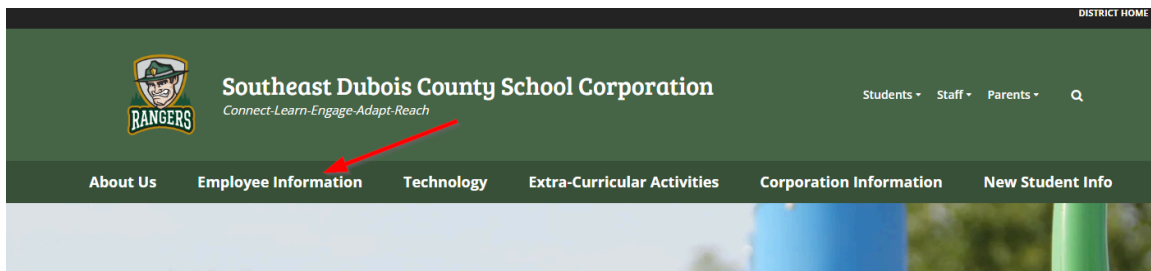 DISTRICT HOME
Southeast Dubois County School Corporation
Connect-Learn-Engage-Adapt-Reach
RANGERS
Students Staff Parents
About Us Employee Information Technology Extra-Curricular Activities Corporation Information New Student Info